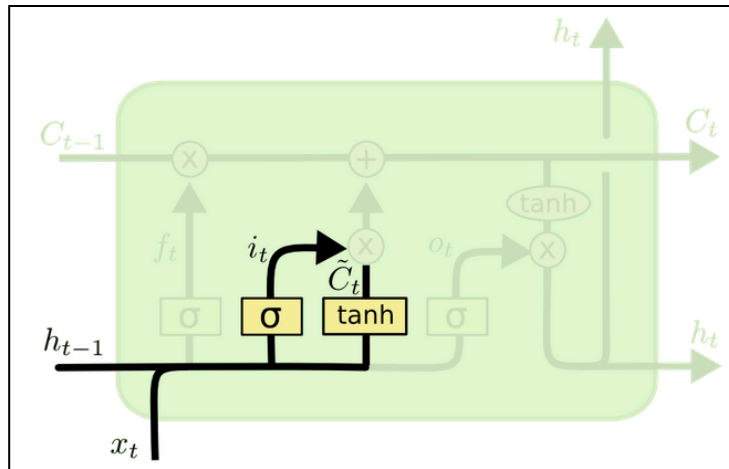 h_t
C_{t-1}
C_t
x
+
tanh
f_t
i_t
x
o_t
x
C̃_t
σ
σ
tanh
σ
h_{t-1}
h_t
x_t